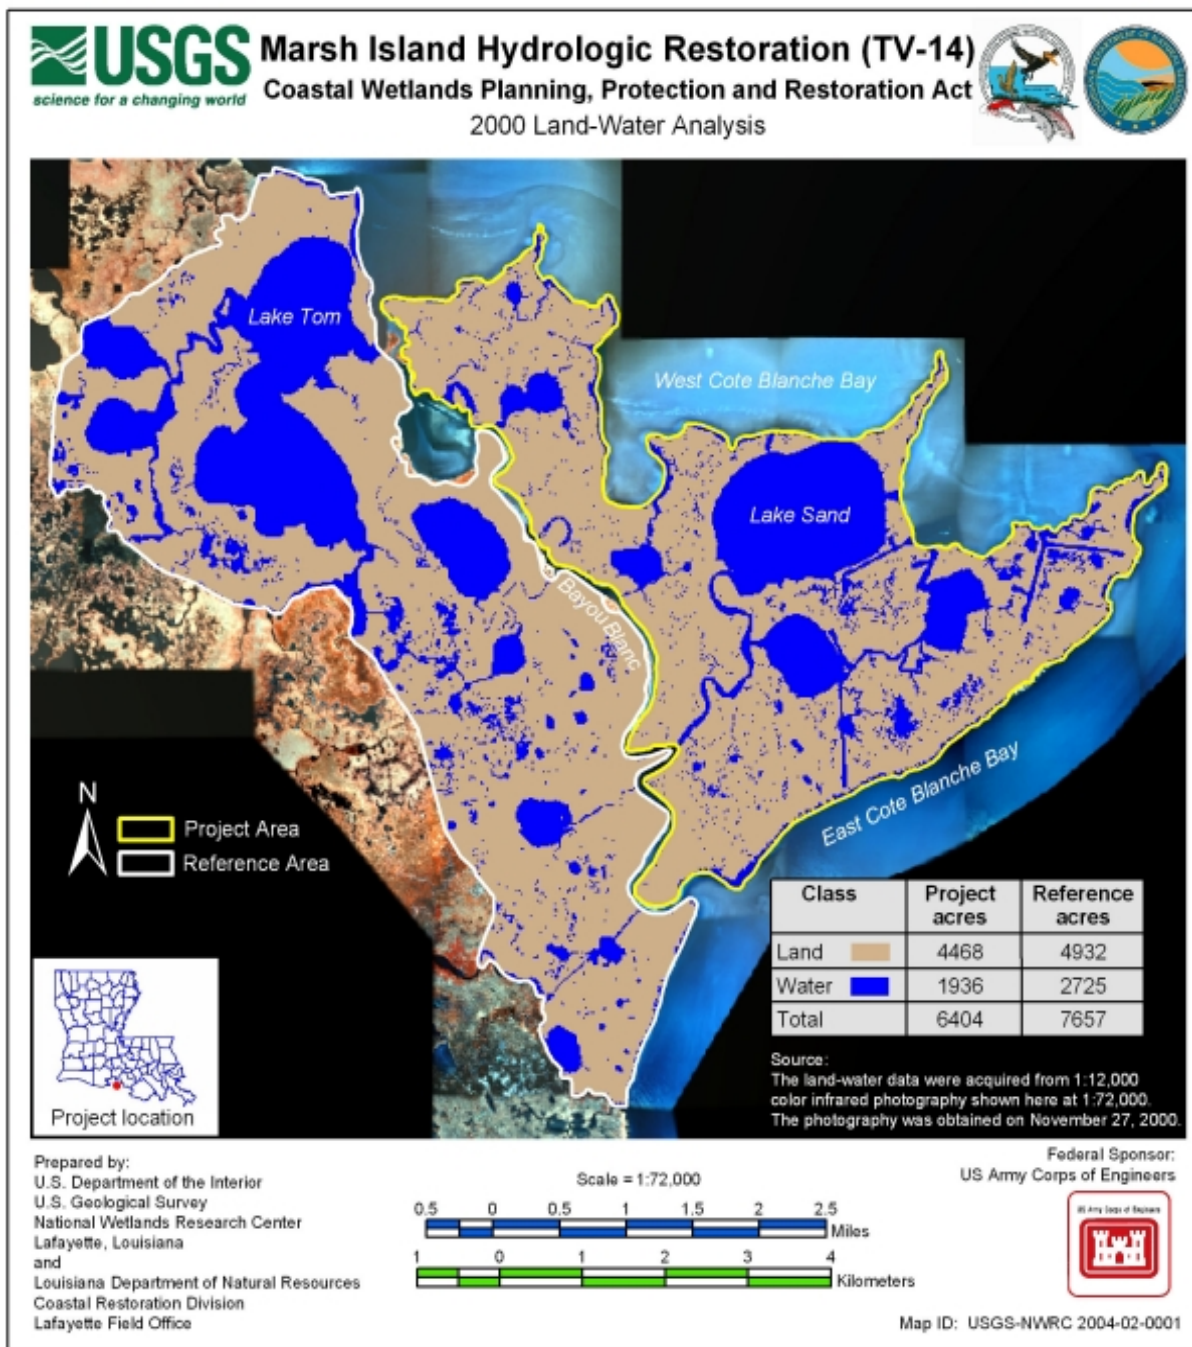 USGS
science for a changing world
Marsh Island Hydrologic Restoration (TV-14)
Coastal Wetlands Planning, Protection and Restoration Act
2000 Land-Water Analysis
Lake Tom
West Cote Blanche Bay
Lake Sand
Bayou Blanc
East Cote Blanche Bay
N
Project Area
Reference Area
Class Project acres Reference acres
Land 4468 4932
Water 1936 2725
Total 6404 7657
Source:
The land-water data were acquired from 1:12,000
color infrared photography shown here at 1:72,000.
The photography was obtained on November 27, 2000.
Project location
Prepared by:
U.S. Department of the Interior
U.S. Geological Survey
National Wetlands Research Center
Lafayette, Louisiana
and
Louisiana Department of Natural Resources
Coastal Restoration Division
Lafayette Field Office
Scale = 1:72,000
0.5 0 0.5 1 1.5 2 2.5
Miles
1 0 1 2 3 4
Kilometers
Federal Sponsor:
US Army Corps of Engineers
US Army Corps of Engineers
Map ID: USGS-NWRC 2004-02-0001